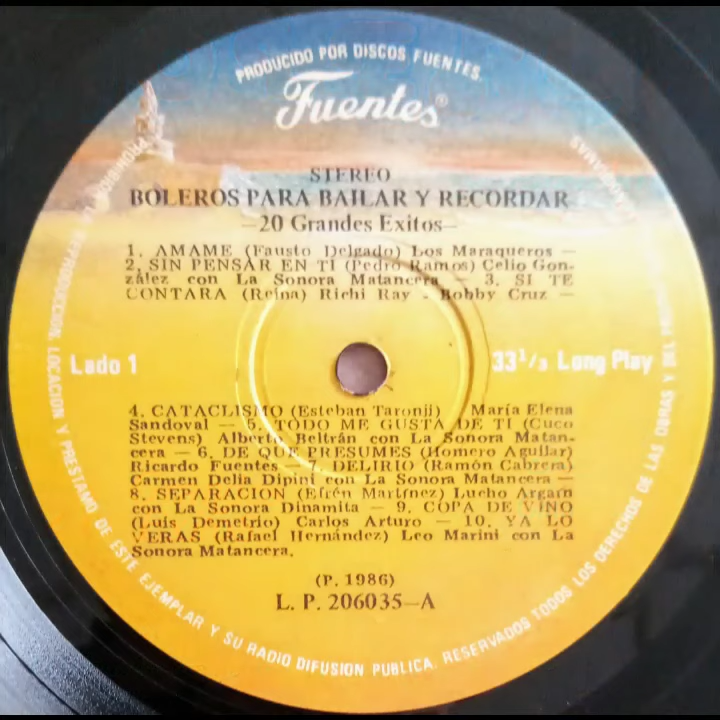 PRODUCIDO POR DISCOS FUENTES.
Fuentes®
STEREO
BOLEROS PARA BAILAR Y RECORDAR
—20 Grandes Exitos—
1. AMAME (Fausto Delgado) Los Maraqueros —
2, SIN PENSAR EN TI (Pedro Ramos) Celio Gon-
zález con La Sonora Matancera — 3. SI TE
CONTARA (Reina) Richi Ray - Bobby Cruz —
Lado 1
33 1/3 Long Play
4. CATACLISMO (Esteban Taronji) María Elena
Sandoval — 5. TODO ME GUSTA DE TI (Cuco
Stevens) Alberto Beltrán con La Sonora Matan-
cera — 6. DE QUE PRESUMES (Homero Aguilar)
Ricardo Fuentes — 7. DELIRIO (Ramón Cabrera)
Carmen Delia Dipini con La Sonora Matancera —
8. SEPARACION (Efrén Martínez) Lucho Argaín
con La Sonora Dinamita — 9. COPA DE VINO
(Luis Demetrio) Carlos Arturo — 10. YA LO
VERAS (Rafael Hernández) Leo Marini con La
Sonora Matancera.
(P. 1986)
L. P. 206035—A
REPRODUCCION, LOCACION Y PRESTAMO DE ESTE EJEMPLAR Y SU RADIO DIFUSION PUBLICA. RESERVADOS TODOS LOS DERECHOS DE LAS OBRAS Y